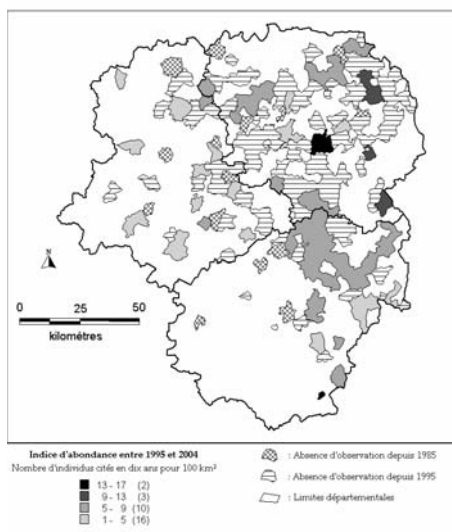 N
0 25 50
kilomètres
Indice d'abondance entre 1995 et 2004
Nombre d'individus cités en dix ans pour 100 km²
13 - 17 (2)
9 - 13 (3)
5 - 9 (10)
1 - 5 (16)
: Absence d'observation depuis 1985
: Absence d'observation depuis 1995
: Limites départementales